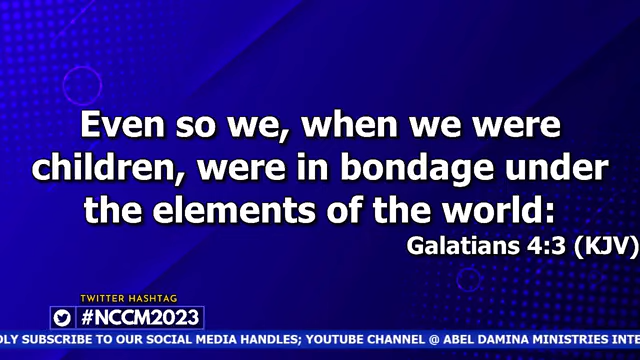 Even so we, when we were
children, were in bondage under
the elements of the world:
Galatians 4:3 (KJV)
TWITTER HASHTAG
#NCCM2023
SUBSCRIBE TO OUR SOCIAL MEDIA HANDLES; YOUTUBE CHANNEL @ ABEL DAMINA MINISTRIES